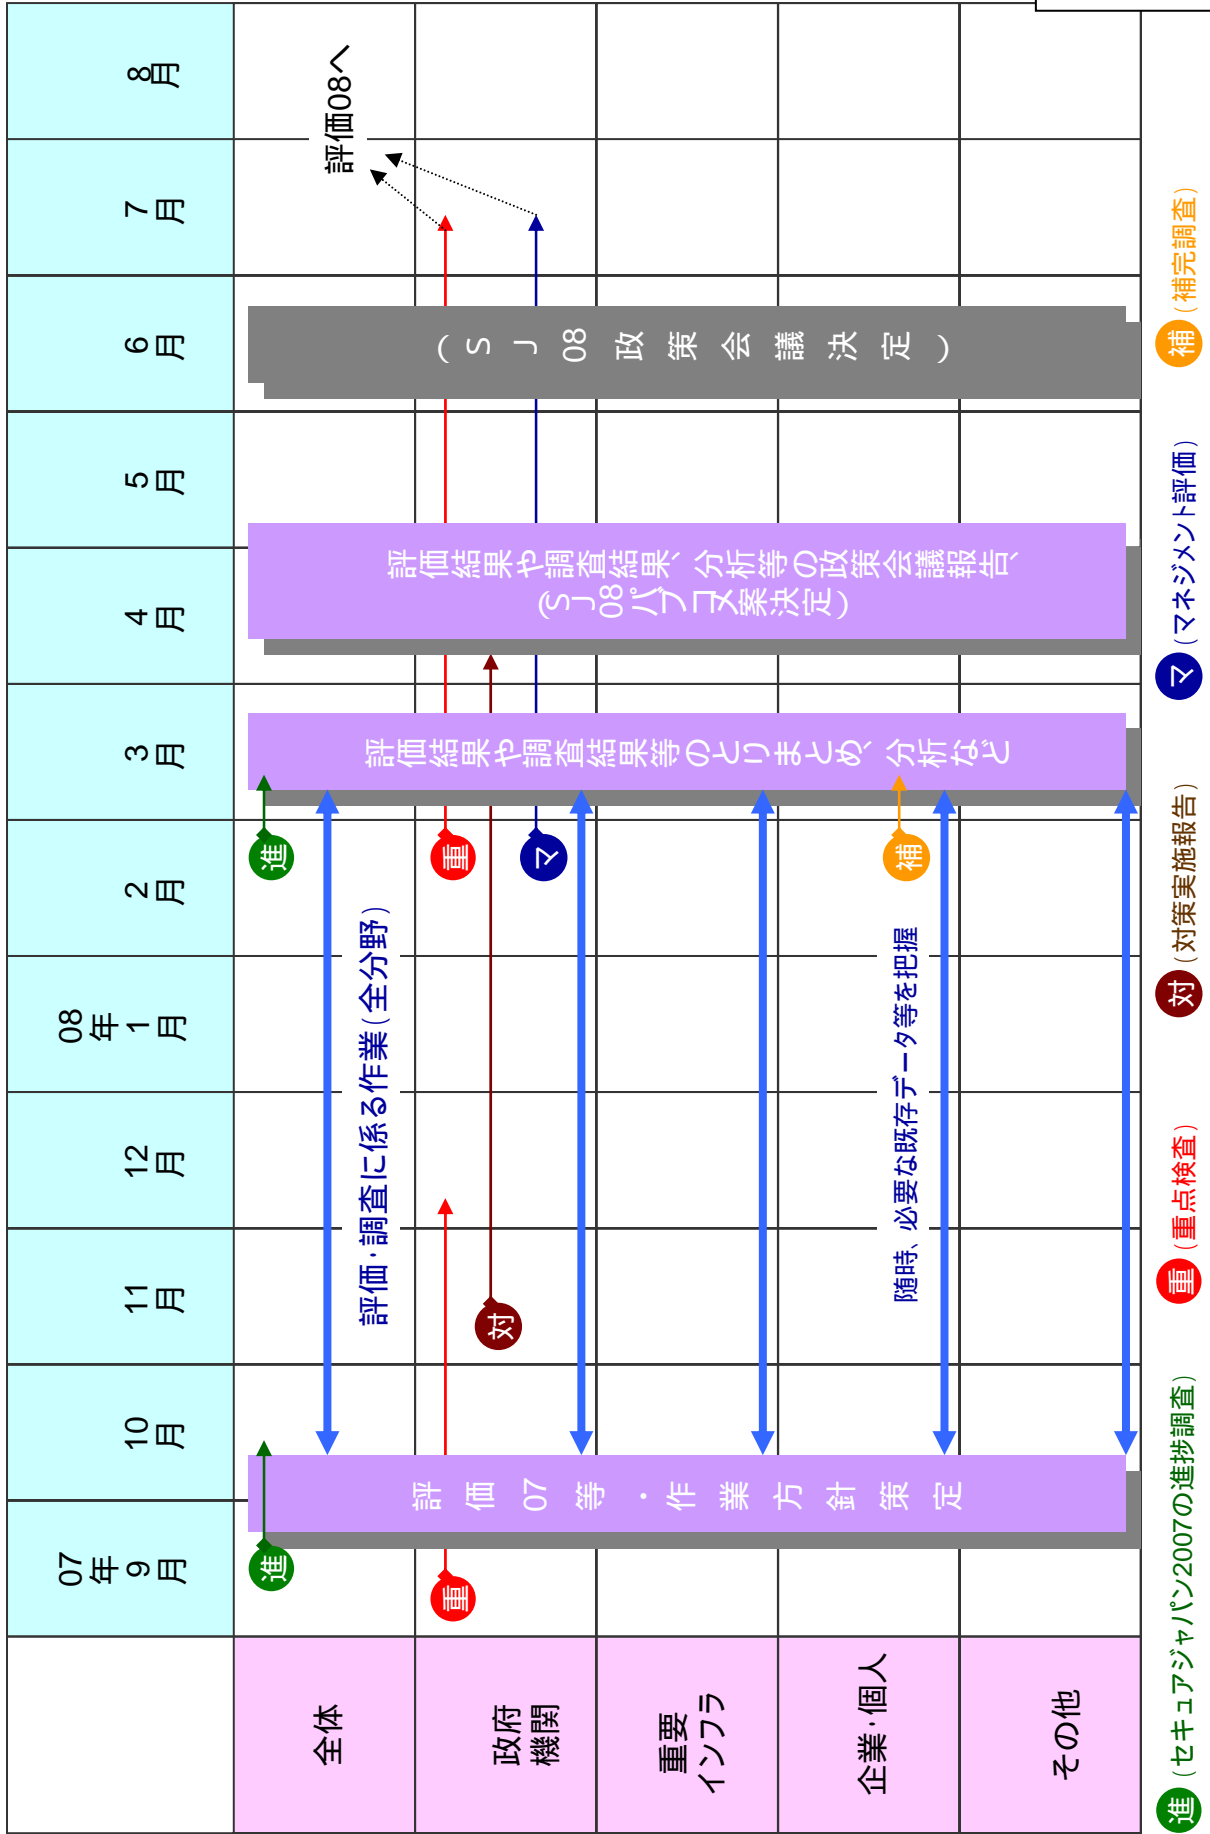 07
年
9
月
10
月
11
月
12
月
08
年
1
月
2
月
3
月
4
月
5
月
6
月
7
月
8
月
全体
政府
機関
重要
インフラ
企業・個人
その他
進
進
評価08へ
評価・調査に係る作業(全分野)
重
重
対
マ
補
随時、必要な既存データ等を把握
評価07等・作業方針策定
評価結果や調査結果等のとりまとめ、分析など
評価結果や調査結果、分析等の政策会議報告、
(SJ08パブコメ案決定)
(SJ08政策会議決定)
進(セキュアジャパン2007の進捗調査)
重(重点検査)
対(対策実施報告)
マ(マネジメント評価)
補(補完調査)